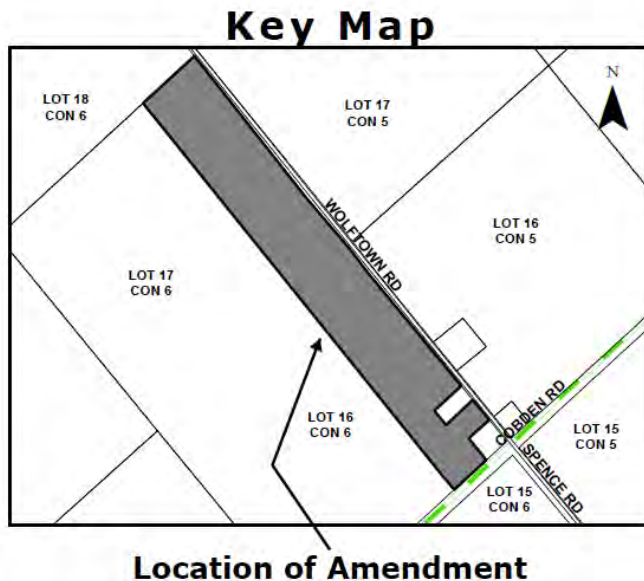 Key Map
LOT 18
CON 6
LOT 17
CON 5
N
WOLFTOWN RD
LOT 16
CON 5
LOT 17
CON 6
LOT 16
CON 6
COBDEN RD
LOT 15
CON 5
SPENCE RD
LOT 15
CON 6
Location of Amendment